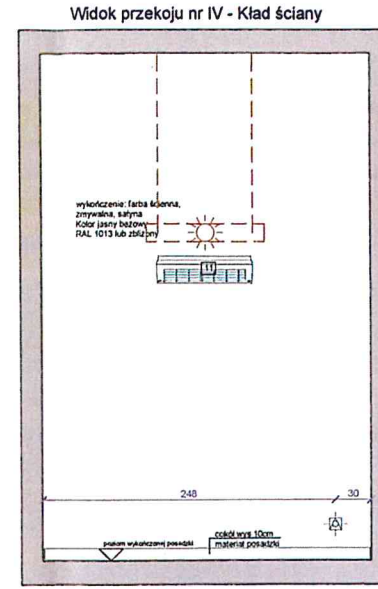 Widok przekoju nr IV - Kład ściany
wykończenie: farba ścienna,
zmywalna, satyna
Kolor jasny beżowy
RAL 1013 lub zbliżony
11
248
30
cokół wys 10cm
poziom wykończonej posadzki
materiał posadzki